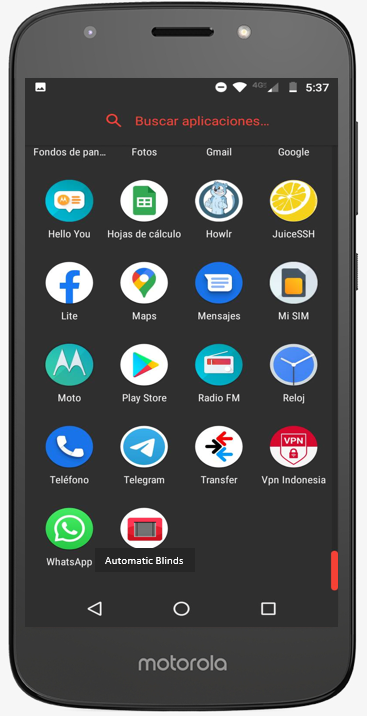 4G 5:37
Buscar aplicaciones...
Fondos de pan... Fotos Gmail Google
Hello You Hojas de cálculo Howlr JuiceSSH
Lite Maps Mensajes Mi SIM
Moto Play Store Radio FM Reloj
VPN
Teléfono Telegram Transfer Vpn Indonesia
WhatsApp Automatic Blinds
motorola